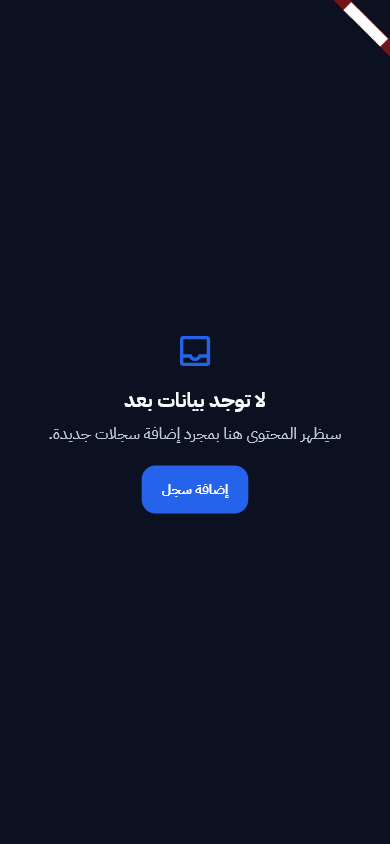 لا توجد بيانات بعد
سيظهر المحتوى هنا بمجرد إضافة سجلات جديدة.
إضافة سجل